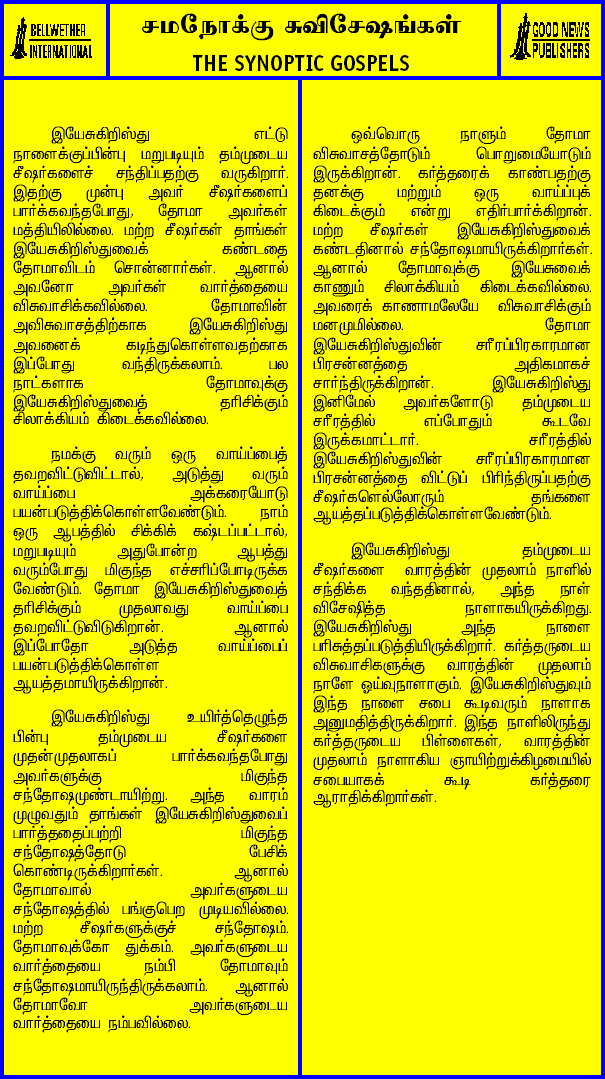 BELLWETHER
INTERNATIONAL
சமநோக்கு சுவிசேஷங்கள்
THE SYNOPTIC GOSPELS
GOOD NEWS
PUBLISHERS
இயேசுகிறிஸ்து எட்டு
நாளைக்குப்பின்பு மறுபடியும் தம்முடைய
சீஷர்களைச் சந்திப்பதற்கு வருகிறார்.
இதற்கு முன்பு அவர் சீஷர்களைப்
பார்க்கவந்தபோது, தோமா அவர்கள்
மத்தியிலில்லை. மற்ற சீஷர்கள் தாங்கள்
இயேசுகிறிஸ்துவைக் கண்டதை
தோமாவிடம் சொன்னார்கள். ஆனால்
அவனோ அவர்கள் வார்த்தையை
விசுவாசிக்கவில்லை. தோமாவின்
அவிசுவாசத்திற்காக இயேசுகிறிஸ்து
அவனைக் கடிந்துகொள்வதற்காக
இப்போது வந்திருக்கலாம். பல
நாட்களாக தோமாவுக்கு
இயேசுகிறிஸ்துவைத் தரிசிக்கும்
சிலாக்கியம் கிடைக்கவில்லை.
நமக்கு வரும் ஒரு வாய்ப்பைத்
தவறவிட்டுவிட்டால், அடுத்து வரும்
வாய்ப்பை அக்கரையோடு
பயன்படுத்திக்கொள்ளவேண்டும். நாம்
ஒரு ஆபத்தில் சிக்கிக் கஷ்டப்பட்டால்,
மறுபடியும் அதுபோன்ற ஆபத்து
வரும்போது மிகுந்த எச்சரிப்போடிருக்க
வேண்டும். தோமா இயேசுகிறிஸ்துவைத்
தரிசிக்கும் முதலாவது வாய்ப்பை
தவறவிட்டுவிடுகிறான். ஆனால்
இப்போதோ அடுத்த வாய்ப்பைப்
பயன்படுத்திக்கொள்ள
ஆயத்தமாயிருக்கிறான்.
இயேசுகிறிஸ்து உயிர்த்தெழுந்த
பின்பு தம்முடைய சீஷர்களை
முதன்முதலாகப் பார்க்கவந்தபோது
அவர்களுக்கு மிகுந்த
சந்தோஷமுண்டாயிற்று. அந்த வாரம்
முழுவதும் தாங்கள் இயேசுகிறிஸ்துவைப்
பார்த்ததைப்பற்றி மிகுந்த
சந்தோஷத்தோடு பேசிக்
கொண்டிருக்கிறார்கள். ஆனால்
தோமாவால் அவர்களுடைய
சந்தோஷத்தில் பங்குபெற முடியவில்லை.
மற்ற சீஷர்களுக்குச் சந்தோஷம்.
தோமாவுக்கோ துக்கம். அவர்களுடைய
வார்த்தையை நம்பி தோமாவும்
சந்தோஷமாயிருந்திருக்கலாம். ஆனால்
தோமாவோ அவர்களுடைய
வார்த்தையை நம்பவில்லை.
ஒவ்வொரு நாளும் தோமா
விசுவாசத்தோடும் பொறுமையோடும்
இருக்கிறான். கர்த்தரைக் காண்பதற்கு
தனக்கு மற்றும் ஒரு வாய்ப்புக்
கிடைக்கும் என்று எதிர்பார்க்கிறான்.
மற்ற சீஷர்கள் இயேசுகிறிஸ்துவைக்
கண்டதினால் சந்தோஷமாயிருக்கிறார்கள்.
ஆனால் தோமாவுக்கு இயேசுவைக்
காணும் சிலாக்கியம் கிடைக்கவில்லை.
அவரைக் காணாமலேயே விசுவாசிக்கும்
மனமுமில்லை. தோமா
இயேசுகிறிஸ்துவின் சரீரப்பிரகாரமான
பிரசன்னத்தை அதிகமாகச்
சார்ந்திருக்கிறான். இயேசுகிறிஸ்து
இனிமேல் அவர்களோடு தம்முடைய
சரீரத்தில் எப்போதும் கூடவே
இருக்கமாட்டார். சரீரத்தில்
இயேசுகிறிஸ்துவின் சரீரப்பிரகாரமான
பிரசன்னத்தை விட்டுப் பிரிந்திருப்பதற்கு
சீஷர்களெல்லோரும் தங்களை
ஆயத்தப்படுத்திக்கொள்ளவேண்டும்.
இயேசுகிறிஸ்து தம்முடைய
சீஷர்களை வாரத்தின் முதலாம் நாளில்
சந்திக்க வந்ததினால், அந்த நாள்
விசேஷித்த நாளாகயிருக்கிறது.
இயேசுகிறிஸ்து அந்த நாளை
பரிசுத்தப்படுத்தியிருக்கிறார். கர்த்தருடைய
விசுவாசிகளுக்கு வாரத்தின் முதலாம்
நாளே ஓய்வுநாளாகும். இயேசுகிறிஸ்துவும்
இந்த நாளை சபை கூடிவரும் நாளாக
அனுமதித்திருக்கிறார். இந்த நாளிலிருந்து
கர்த்தருடைய பிள்ளைகள், வாரத்தின்
முதலாம் நாளாகிய ஞாயிற்றுக்கிழமையில்
சபையாகக் கூடி கர்த்தரை
ஆராதிக்கிறார்கள்.